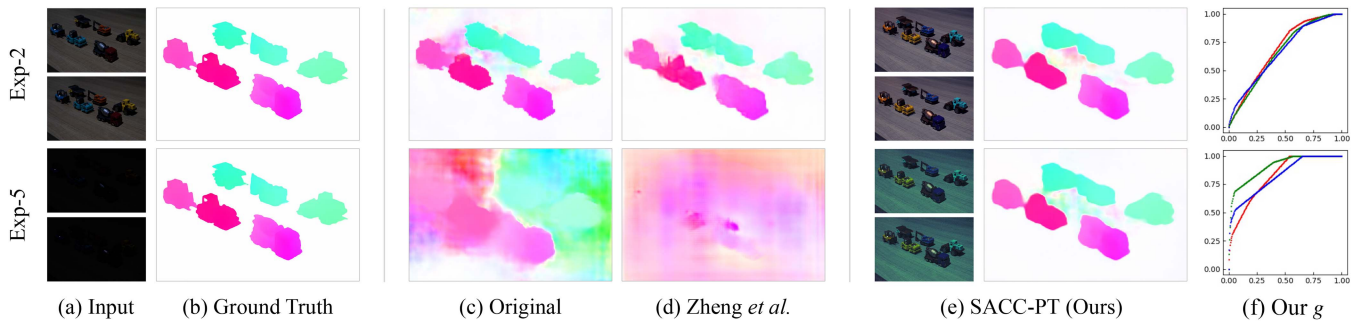 Exp-2
1.00
0.75
0.50
0.25
0.00
0.00 0.25 0.50 0.75 1.00
Exp-5
1.00
0.75
0.50
0.25
0.00
0.00 0.25 0.50 0.75 1.00
(a) Input
(b) Ground Truth
(c) Original
(d) Zheng et al.
(e) SACC-PT (Ours)
(f) Our g